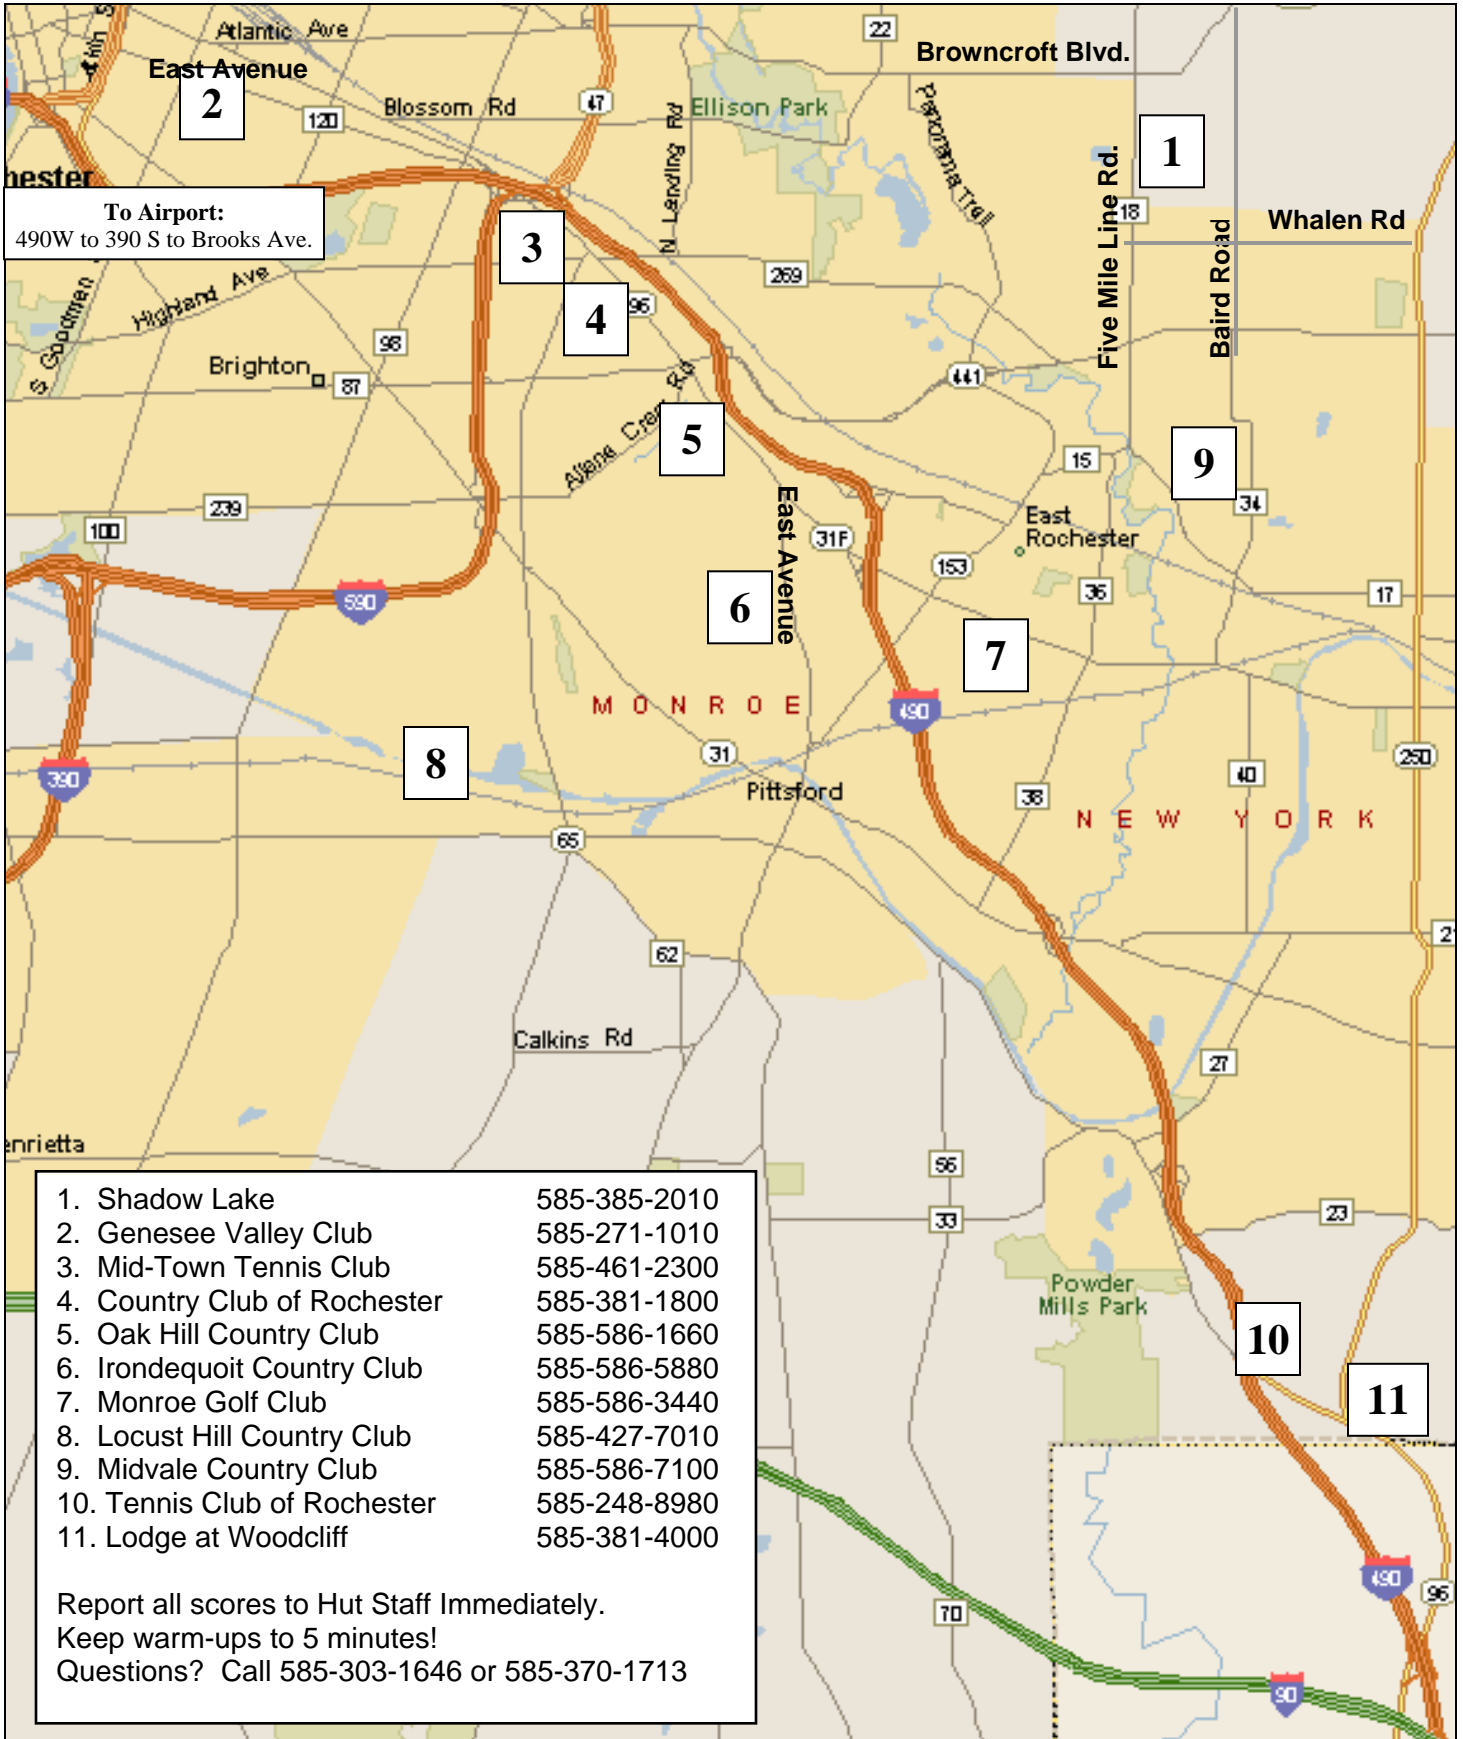 Atlantic Ave
22
Browncroft Blvd.
East Avenue
2
120
Blossom Rd
47
N Landing Rd
Ellison Park
Panorama Trail
Five Mile Line Rd.
1
18
Baird Road
Whalen Rd
hester
To Airport:
490W to 390 S to Brooks Ave.
3
269
S Goodman
Highland Ave
98
4
96
Brighton
87
441
Allens Creek Rd
5
15
9
34
239
100
East Avenue
31F
East
Rochester
153
590
6
36
17
7
MONROE
490
8
31
390
Pittsford
38
40
250
NEW YORK
65
62
Calkins Rd
27
enrietta
56
33
23
Powder
Mills Park
10
11
1. Shadow Lake 585-385-2010
2. Genesee Valley Club 585-271-1010
3. Mid-Town Tennis Club 585-461-2300
4. Country Club of Rochester 585-381-1800
5. Oak Hill Country Club 585-586-1660
6. Irondequoit Country Club 585-586-5880
7. Monroe Golf Club 585-586-3440
8. Locust Hill Country Club 585-427-7010
9. Midvale Country Club 585-586-7100
10. Tennis Club of Rochester 585-248-8980
11. Lodge at Woodcliff 585-381-4000
Report all scores to Hut Staff Immediately.
Keep warm-ups to 5 minutes!
Questions? Call 585-303-1646 or 585-370-1713
490
96
70
90